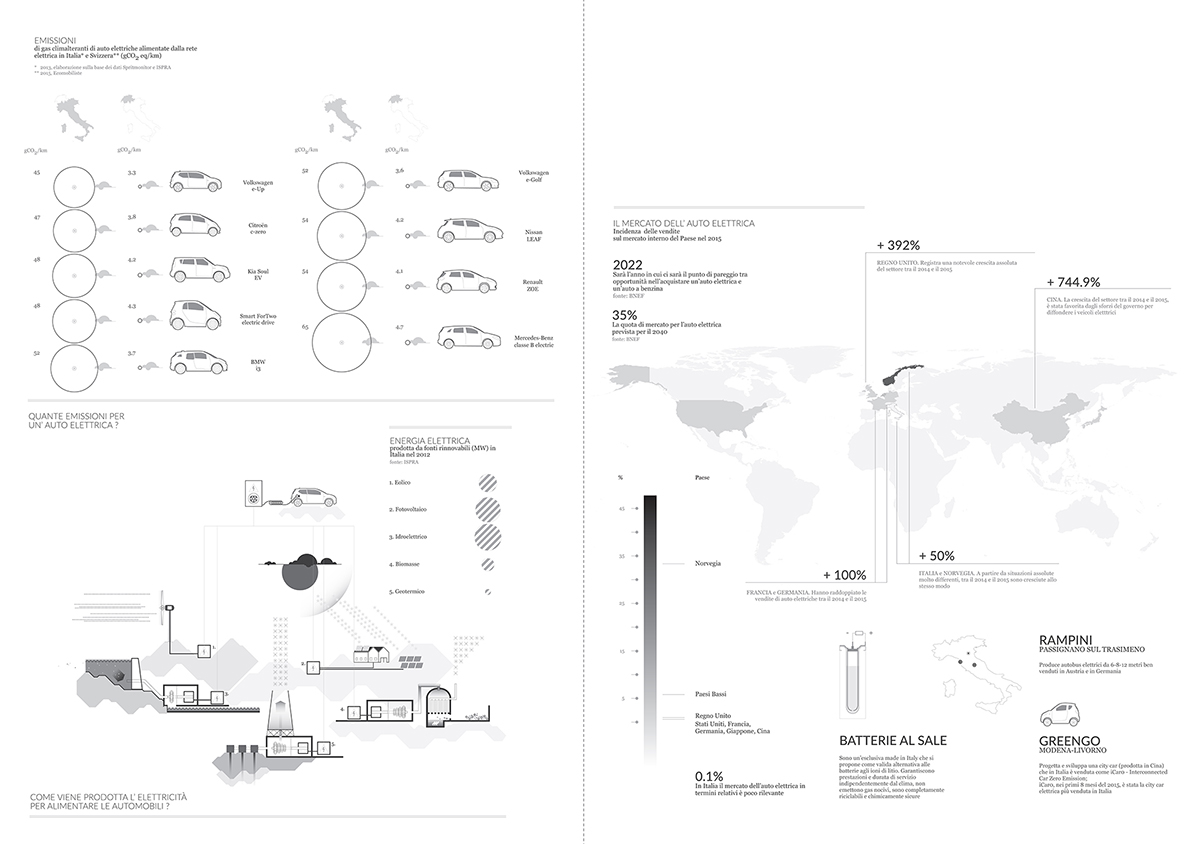 EMISSIONI
di gas climalteranti di auto elettriche alimentate dalla rete
elettrica in Italia* e Svizzera** (gCO2 eq/km)
* 2013, elaborazione sulla base dei dati Spritmonitor e ISPRA
** 2015, Ecomobiliste
gCO2/km
gCO2/km
gCO2/km
gCO2/km
45
3.3
Volkswagen
e-Up
47
3.8
Citroën
c-zero
48
4.2
Kia Soul
EV
48
4.3
Smart ForTwo
electric drive
52
3.7
BMW
i3
52
3.6
Volkswagen
e-Golf
54
4.2
Nissan
LEAF
54
4.1
Renault
ZOE
65
4.7
Mercedes-Benz
classe B electric
QUANTE EMISSIONI PER
UN' AUTO ELETTRICA ?
ENERGIA ELETTRICA
prodotta da fonti rinnovabili (MW) in
Italia nel 2012
fonte: ISPRA
1. Eolico
2. Fotovoltaico
3. Idroelettrico
4. Biomasse
5. Geotermico
1.
2.
3.
4.
5.
COME VIENE PRODOTTA L' ELETTRICITÀ
PER ALIMENTARE LE AUTOMOBILI ?
IL MERCATO DELL' AUTO ELETTRICA
Incidenza delle vendite
sul mercato interno del Paese nel 2015
2022
Sarà l'anno in cui ci sarà il punto di pareggio tra
opportunità nell'acquistare un'auto elettrica e
un'auto a benzina
fonte: BNEF
35%
La quota di mercato per l'auto elettrica
prevista per il 2040
fonte: BNEF
+ 392%
REGNO UNITO. Registra una notevole crescita assoluta
del settore tra il 2014 e il 2015
+ 744.9%
CINA. La crescita del settore tra il 2014 e il 2015,
è stata favorita dagli sforzi del governo per
diffondere i veicoli elettrici
% Paese
45
35
Norvegia
25
15
5
Paesi Bassi
Regno Unito
Stati Uniti, Francia,
Germania, Giappone, Cina
0.1%
In Italia il mercato dell'auto elettrica in
termini relativi è poco rilevante
+ 100%
FRANCIA e GERMANIA. Hanno raddoppiato le
vendite di auto elettriche tra il 2014 e il 2015
+ 50%
ITALIA e NORVEGIA. A partire da situazioni assolute
molto differenti, tra il 2014 e il 2015 sono cresciute allo
stesso modo
BATTERIE AL SALE
Sono un'esclusiva made in Italy che si
propone come valida alternativa alle
batterie agli ioni di litio. Garantiscono
prestazioni e durata di servizio
indipendentemente dal clima, non
emettono gas nocivi, sono completamente
riciclabili e chimicamente sicure
RAMPINI
PASSIGNANO SUL TRASIMENO
Produce autobus elettrici da 6-8-12 metri ben
venduti in Austria e in Germania
GREENGO
MODENA-LIVORNO
Progetta e sviluppa una city car (prodotta in Cina)
che in Italia è venduta come iCaro - Interconnected
Car Zero Emission;
iCaro, nei primi 8 mesi del 2015, è stata la city car
elettrica più venduta in Italia